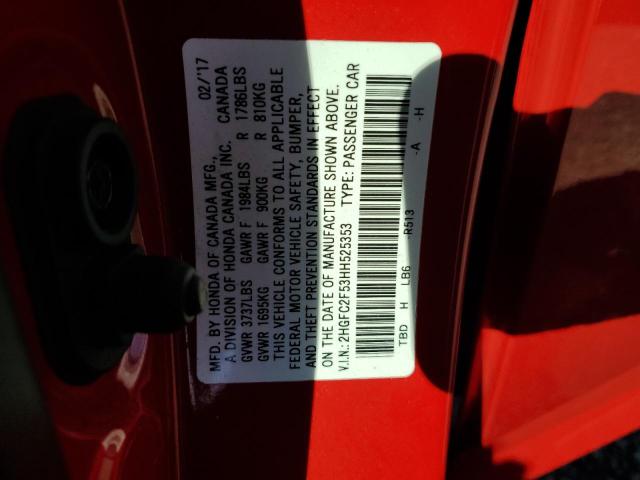 MFD. BY HONDA OF CANADA MFG., 02/'17
A DIVISION OF HONDA CANADA INC. CANADA
GVWR 3737LBS GAWR F 1984LBS R 1786LBS
GVWR 1695KG GAWR F 900KG R 810KG
THIS VEHICLE CONFORMS TO ALL APPLICABLE
FEDERAL MOTOR VEHICLE SAFETY, BUMPER,
AND THEFT PREVENTION STANDARDS IN EFFECT
ON THE DATE OF MANUFACTURE SHOWN ABOVE.
V.I.N.: 2HGFC2F53HH525353 TYPE: PASSENGER CAR
TBD H LB6 -R513 -A -H